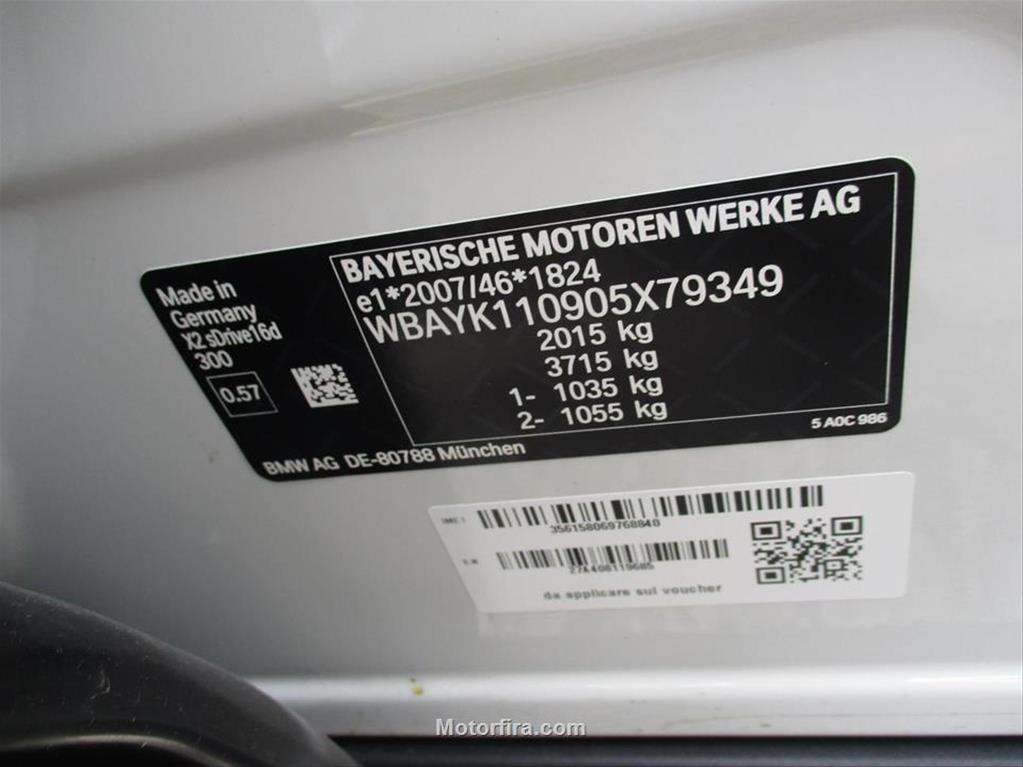 BAYERISCHE MOTOREN WERKE AG
e1*2007/46*1824
WBAYK110905X79349
2015 kg
3715 kg
1- 1035 kg
2- 1055 kg
Made in
Germany
X2 sDrive16d
300
0.57
5 A0C 986
BMW AG DE-80788 München
356158069768840
27A408119685
da applicare sul voucher
Motorfira.com